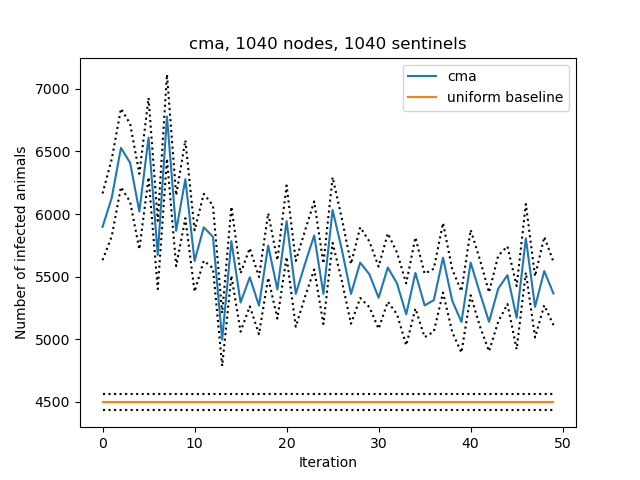 cma, 1040 nodes, 1040 sentinels
cma
uniform baseline
Number of infected animals
7000
6500
6000
5500
5000
4500
0
10
20
30
40
50
Iteration